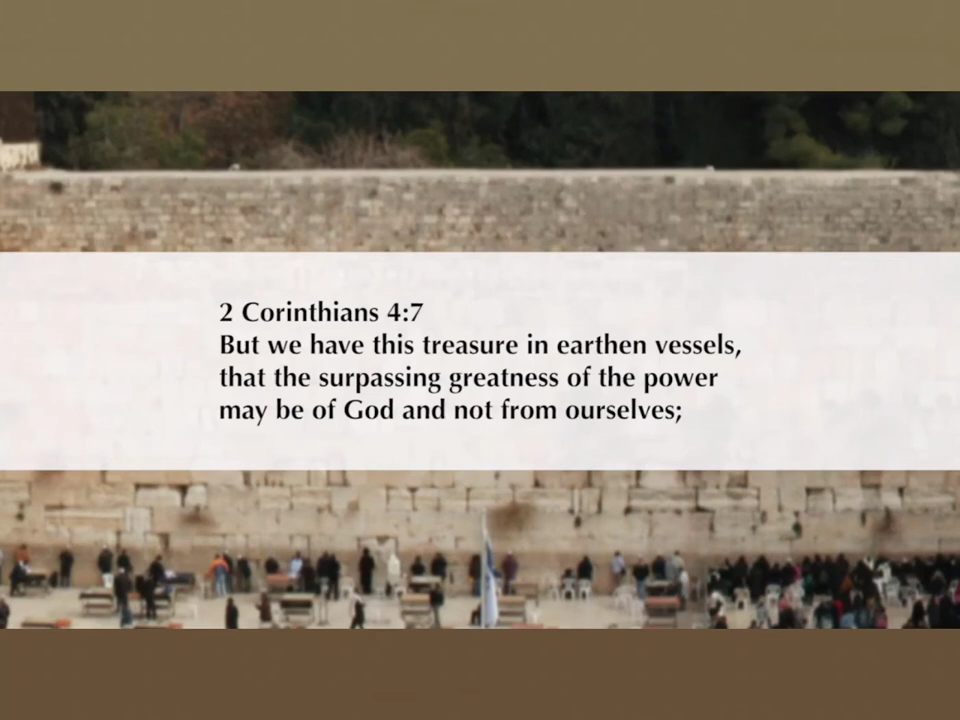 2 Corinthians 4:7
But we have this treasure in earthen vessels,
that the surpassing greatness of the power
may be of God and not from ourselves;